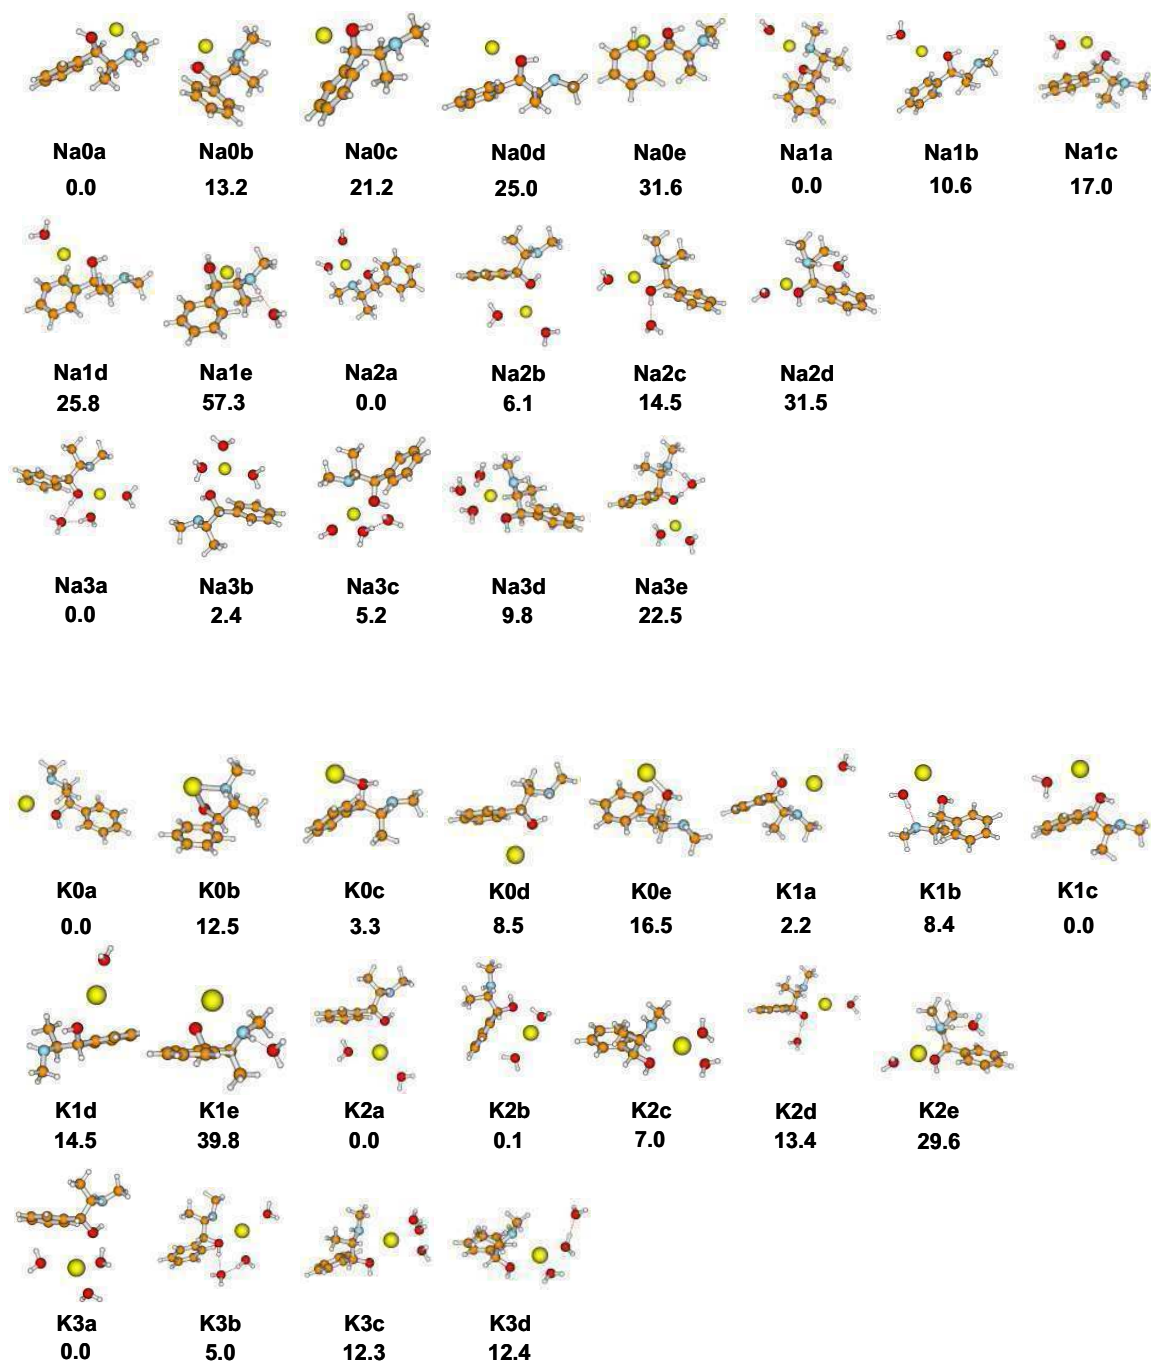 Na0a Na0b Na0c Na0d Na0e Na1a Na1b Na1c
0.0 13.2 21.2 25.0 31.6 0.0 10.6 17.0
Na1d Na1e Na2a Na2b Na2c Na2d
25.8 57.3 0.0 6.1 14.5 31.5
Na3a Na3b Na3c Na3d Na3e
0.0 2.4 5.2 9.8 22.5
K0a K0b K0c K0d K0e K1a K1b K1c
0.0 12.5 3.3 8.5 16.5 2.2 8.4 0.0
K1d K1e K2a K2b K2c K2d K2e
14.5 39.8 0.0 0.1 7.0 13.4 29.6
K3a K3b K3c K3d
0.0 5.0 12.3 12.4